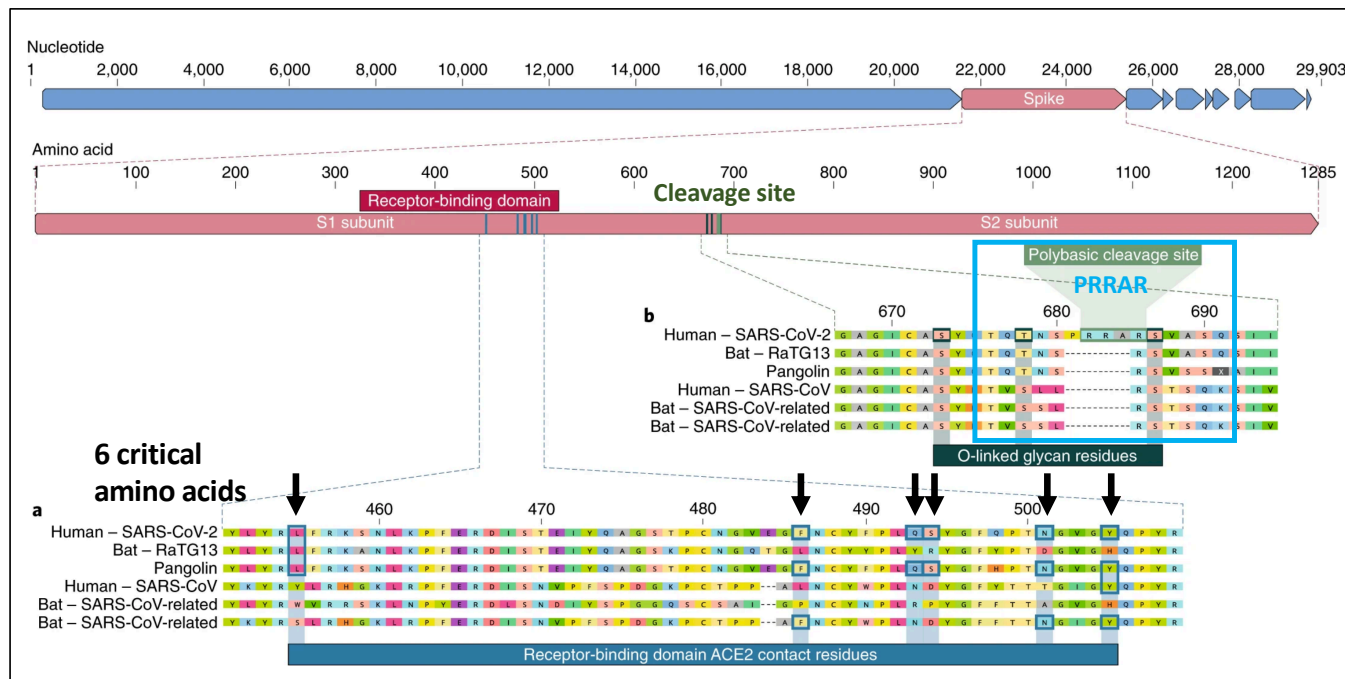 Nucleotide
1 2,000 4,000 6,000 8,000 10,000 12,000 14,000 16,000 18,000 20,000 22,000 24,000 26,000 28,000 29,903
Spike
Amino acid
1 100 200 300 400 500 600 700 800 900 1000 1100 1200 1285
Receptor-binding domain
Cleavage site
S1 subunit S2 subunit
Polybasic cleavage site
PRRAR
b 670 680 690
Human – SARS-CoV-2 G A G I C A S Y T Q T N S P R R A R S V A S Q S I I
Bat – RaTG13 G A G I C A S Y T Q T N S ------- R S V A S Q S I I
Pangolin G A G I C A S Y T Q T N S ------- R S V S S X A I I
Human – SARS-CoV G A G I C A S Y T V S L L ------- R S T S Q K S I V
Bat – SARS-CoV-related G A G I C A S Y T V S S L ------- R S T S Q K S I V
Bat – SARS-CoV-related G A G I C A S Y T V S S L ------- R S T S Q K S I V
O-linked glycan residues
6 critical
amino acids
a 460 470 480 490 500
Human – SARS-CoV-2 Y L Y R L F R K S N L K P F E R D I S T E I Y Q A G S T P C N G V E G F N C Y F P L Q S Y G F Q P T N G V G Y Q P Y R
Bat – RaTG13 Y L Y R L F R K A N L K P F E R D I S T E I Y Q A G S K P C N G Q T G L N C Y Y P L Y R Y G F Y P T D G V G H Q P Y R
Pangolin Y L Y R L F R K S N L K P F E R D I S T E I Y Q A G S T P C N G V E G F N C Y F P L Q S Y G F H P T N G V G Y Q P Y R
Human – SARS-CoV Y K Y R Y L R H G K L R P F E R D I S N V P F S P D G K P C T P P -- A L N C Y W P L N D Y G F Y T T T G I G Y Q P Y R
Bat – SARS-CoV-related Y L Y R W V R R S K L N P Y E R D L S N D I Y S P G G Q S C S A I -- G P N C Y N P L R P Y G F F T T A G V G H Q P Y R
Bat – SARS-CoV-related Y K Y R S L R H G K L R P F E R D I S N V P F S P D G K P C T P P -- A F N C Y W P L N D Y G F F T T N G I G Y Q P Y R
Receptor-binding domain ACE2 contact residues